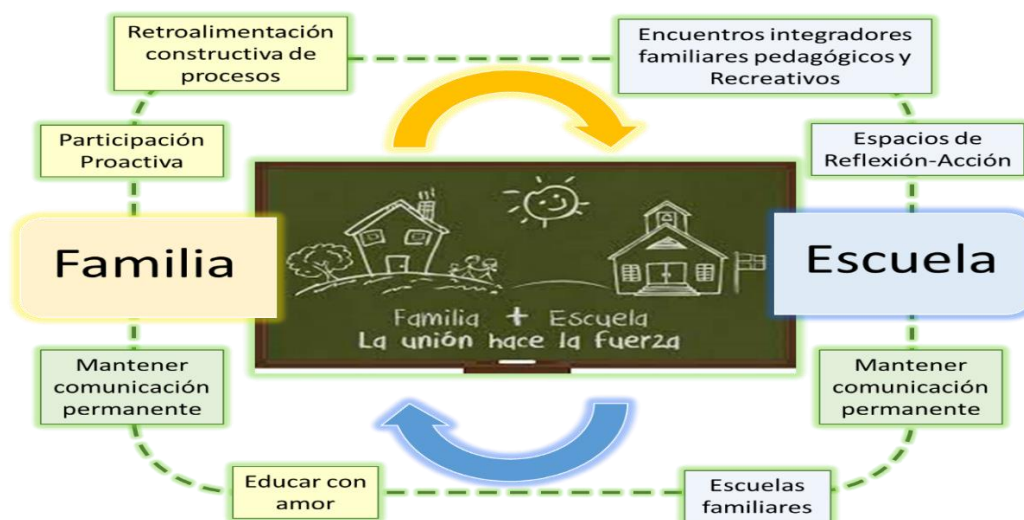 Retroalimentación
constructiva de
procesos
Encuentros integradores
familiares pedagógicos y
Recreativos
Participación
Proactiva
Espacios de
Reflexión-Acción
Familia
Escuela
Familia + Escuela
La unión hace la fuerza
Mantener
comunicación
permanente
Mantener
comunicación
permanente
Educar con
amor
Escuelas
familiares